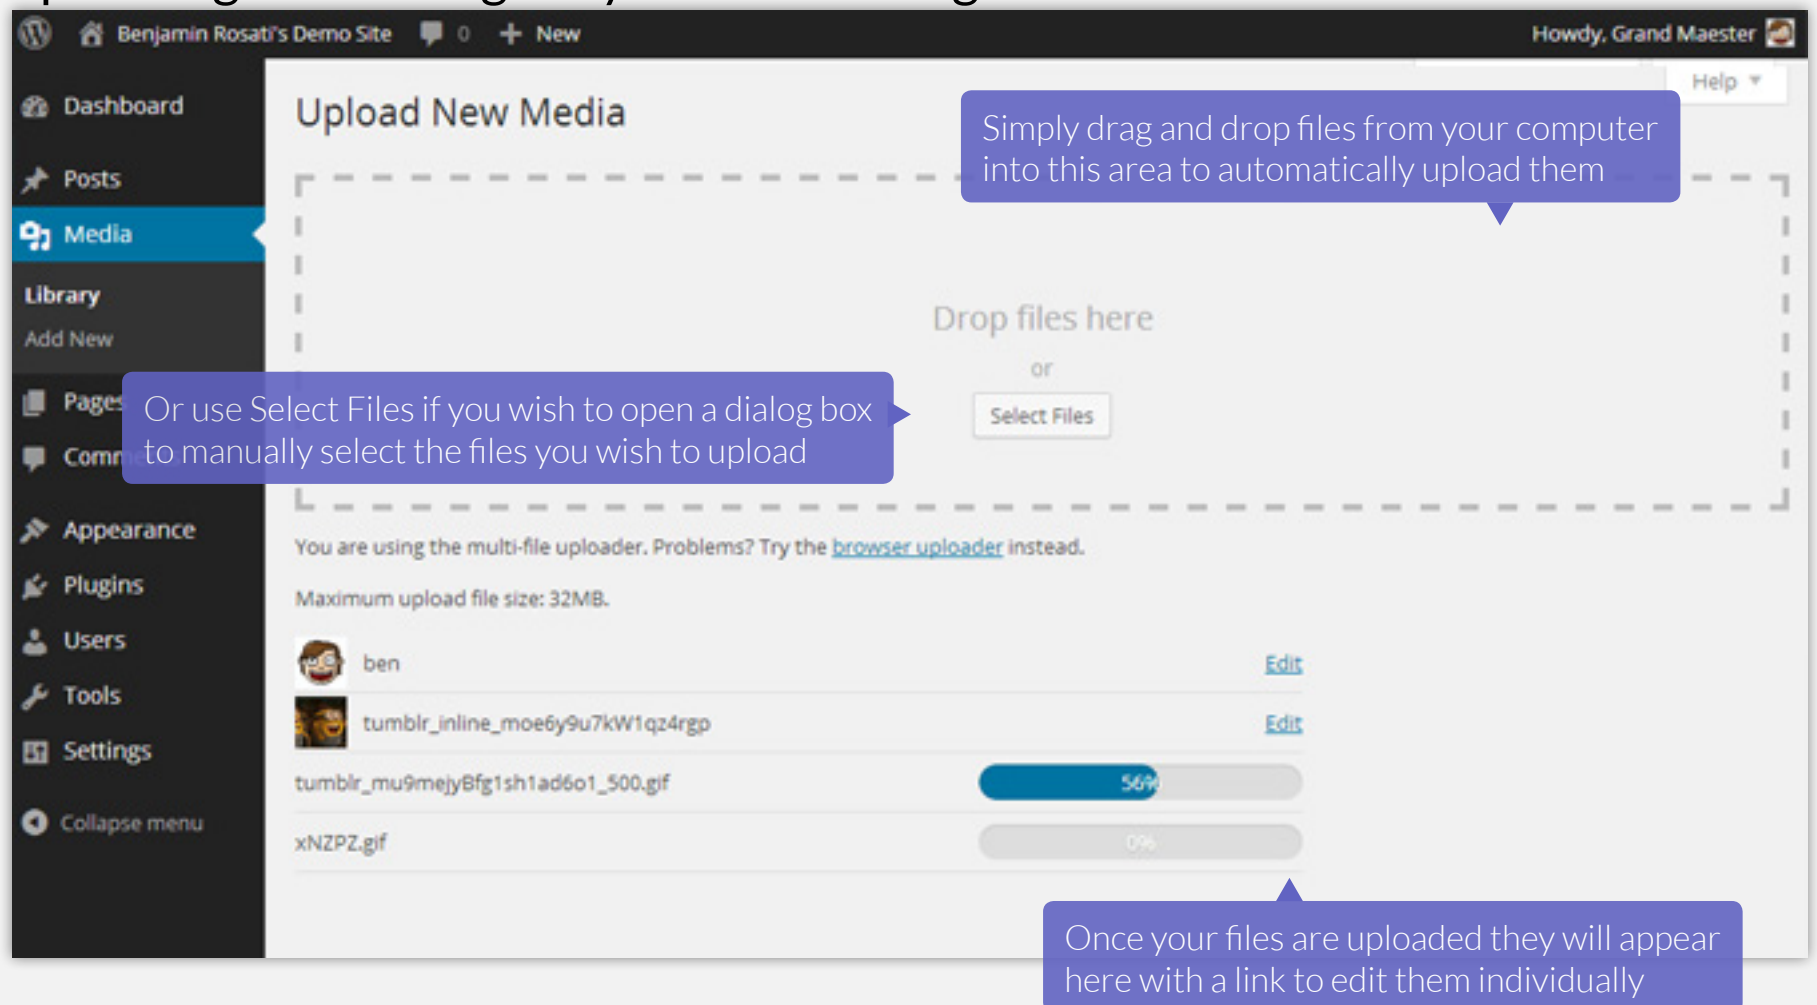 Benjamin Rosati's Demo Site 0 + New Howdy, Grand Maester
Help
Dashboard
Posts
Media
Library
Add New
Pages
Appearance
Plugins
Users
Tools
Settings
Collapse menu
Upload New Media
Simply drag and drop files from your computer
into this area to automatically upload them
Drop files here
or
Select Files
Or use Select Files if you wish to open a dialog box
to manually select the files you wish to upload
You are using the multi-file uploader. Problems? Try the browser uploader instead.
Maximum upload file size: 32MB.
ben Edit
tumblr_inline_moe6y9u7kW1qz4rgp Edit
tumblr_mu9mejyBfg1sh1ad6o1_500.gif 56%
xNZPZ.gif 0%
Once your files are uploaded they will appear
here with a link to edit them individually